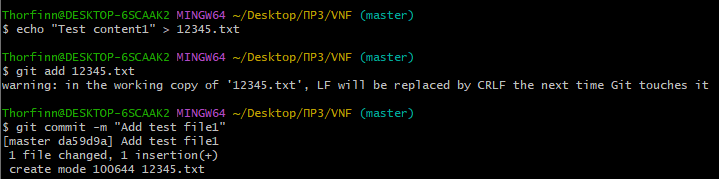 Thorfinn@DESKTOP-6SCAAK2 MINGW64 ~/Desktop/ПР3/VNF (master)
$ echo "Test content1" > 12345.txt
Thorfinn@DESKTOP-6SCAAK2 MINGW64 ~/Desktop/ПР3/VNF (master)
$ git add 12345.txt
warning: in the working copy of '12345.txt', LF will be replaced by CRLF the next time Git touches it
Thorfinn@DESKTOP-6SCAAK2 MINGW64 ~/Desktop/ПР3/VNF (master)
$ git commit -m "Add test file1"
[master da59d9a] Add test file1
1 file changed, 1 insertion(+)
create mode 100644 12345.txt